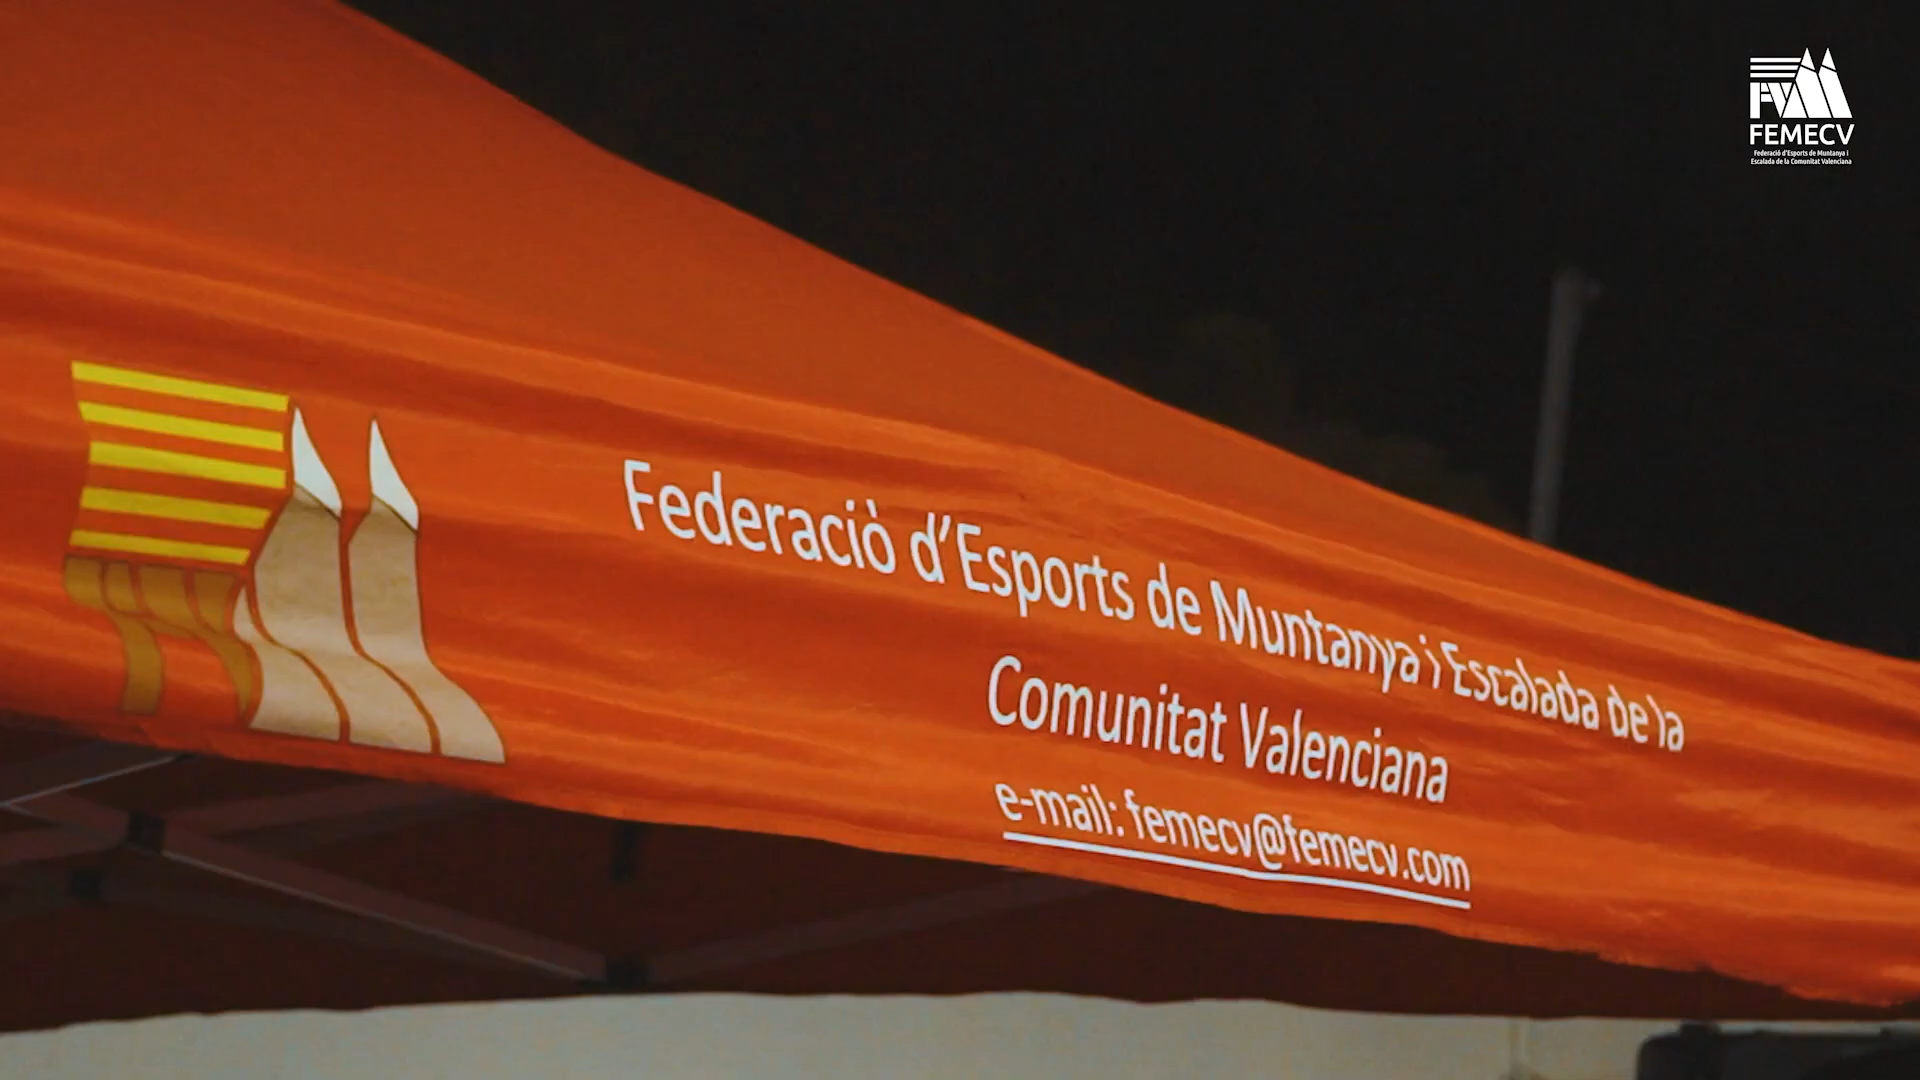 FEMECV
Federació d'Esports de Muntanya i
Escalada de la Comunitat Valenciana
Federaciò d'Esports de Muntanya i Escalada de la
Comunitat Valenciana
e-mail: femecv@femecv.com